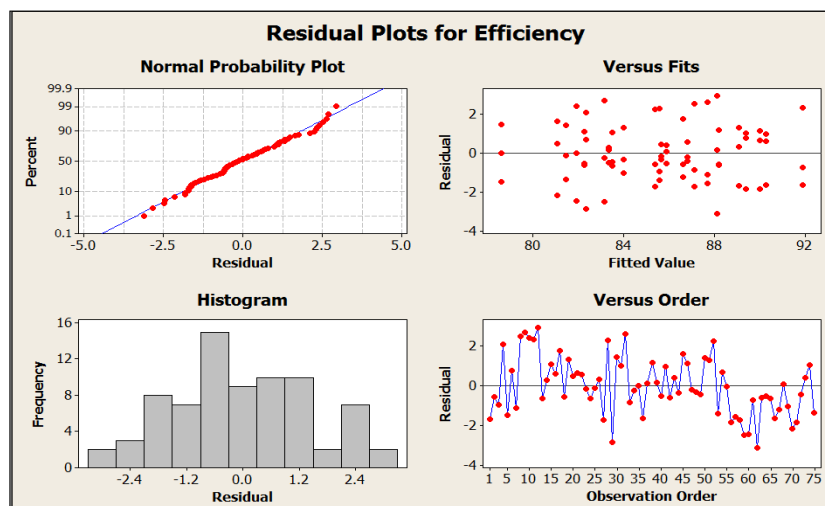 Residual Plots for Efficiency
Normal Probability Plot
99.9
99
90
50
10
1
0.1
Percent
-5.0 -2.5 0.0 2.5 5.0
Residual
Versus Fits
2
0
-2
-4
Residual
80 84 88 92
Fitted Value
Histogram
16
12
8
4
0
Frequency
-2.4 -1.2 0.0 1.2 2.4
Residual
Versus Order
2
0
-2
-4
Residual
1 5 10 15 20 25 30 35 40 45 50 55 60 65 70 75
Observation Order